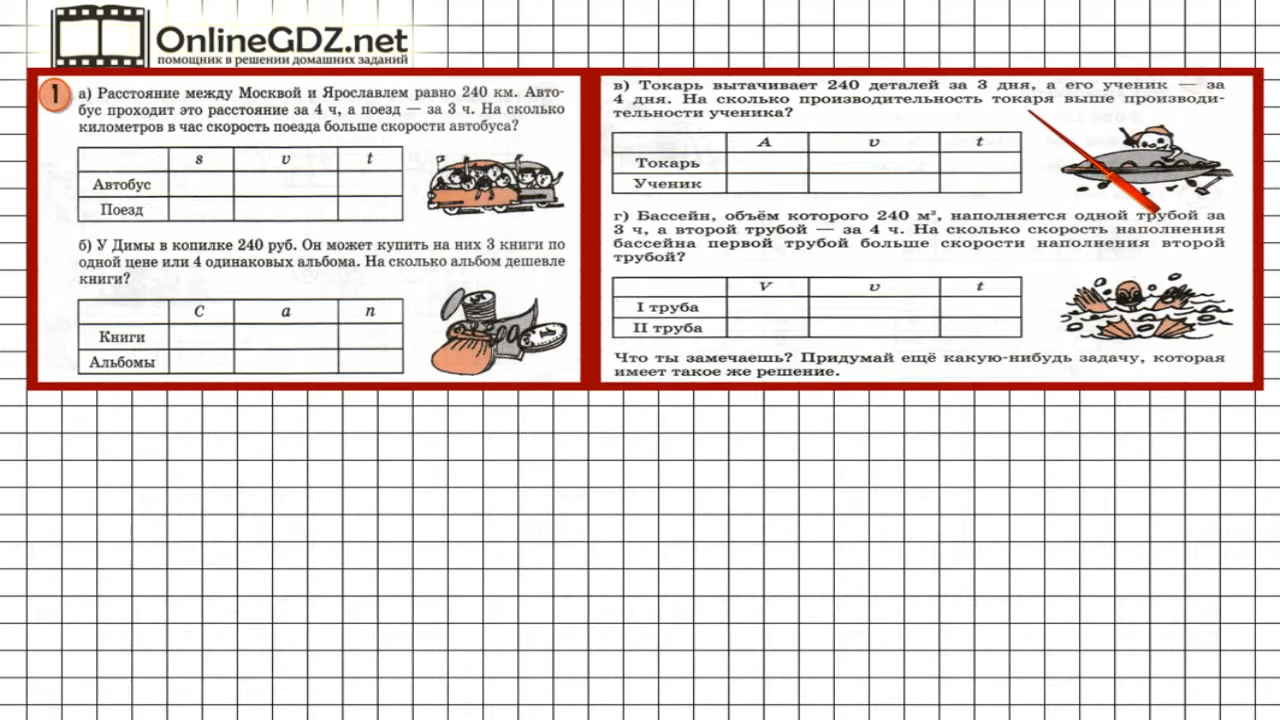 OnlineGDZ.net
помощник в решении домашних заданий
1
а) Расстояние между Москвой и Ярославлем равно 240 км. Авто-
бус проходит это расстояние за 4 ч, а поезд — за 3 ч. На сколько
километров в час скорость поезда больше скорости автобуса?
s v t
Автобус
Поезд
б) У Димы в копилке 240 руб. Он может купить на них 3 книги по
одной цене или 4 одинаковых альбома. На сколько альбом дешевле
книги?
C a n
Книги
Альбомы
в) Токарь вытачивает 240 деталей за 3 дня, а его ученик — за
4 дня. На сколько производительность токаря выше производи-
тельности ученика?
A v t
Токарь
Ученик
г) Бассейн, объём которого 240 м³, наполняется одной трубой за
3 ч, а второй трубой — за 4 ч. На сколько скорость наполнения
бассейна первой трубой больше скорости наполнения второй
трубой?
V v t
I труба
II труба
Что ты замечаешь? Придумай ещё какую-нибудь задачу, которая
имеет такое же решение.